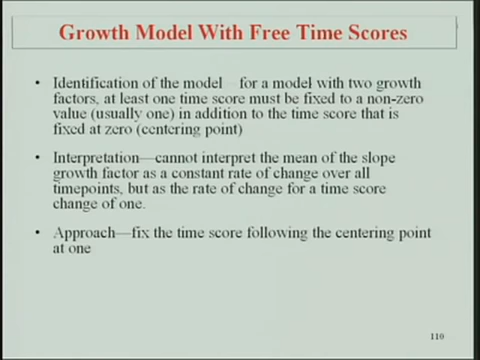 Growth Model With Free Time Scores
• Identification of the model—for a model with two growth
factors, at least one time score must be fixed to a non-zero
value (usually one) in addition to the time score that is
fixed at zero (centering point)
• Interpretation—cannot interpret the mean of the slope
growth factor as a constant rate of change over all
timepoints, but as the rate of change for a time score
change of one.
• Approach—fix the time score following the centering point
at one
110